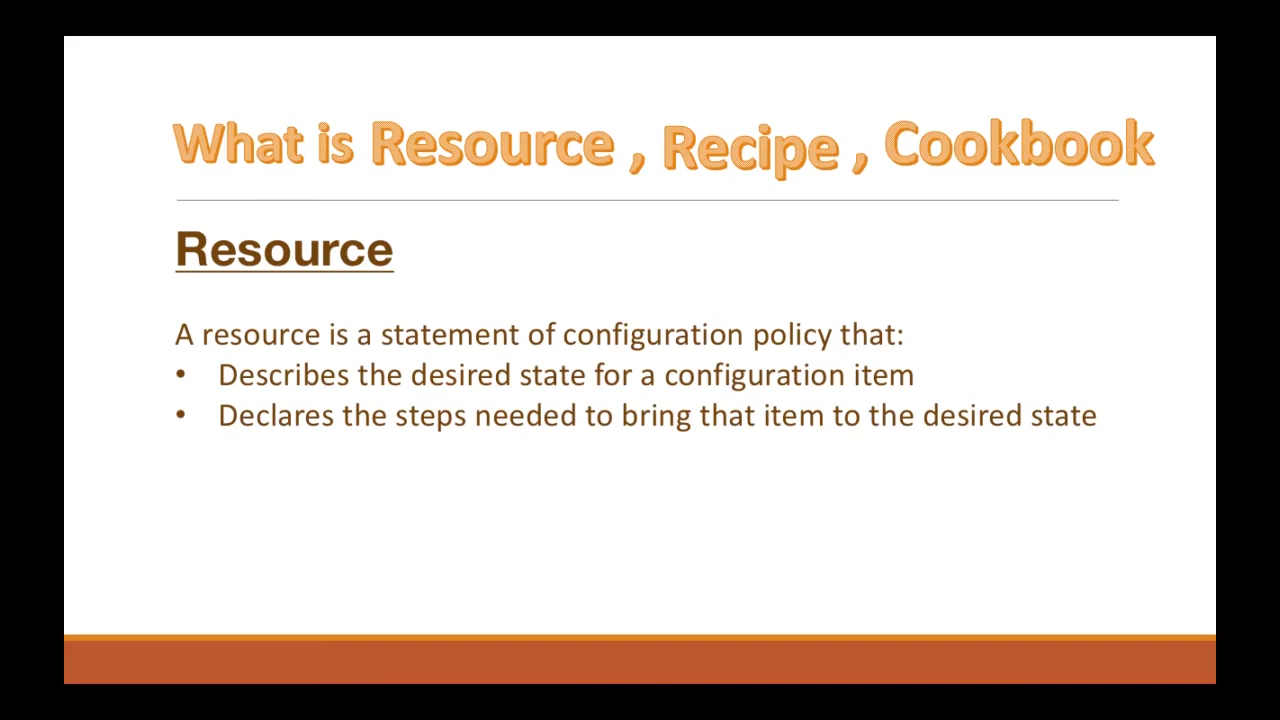 What is Resource , Recipe , Cookbook
Resource
A resource is a statement of configuration policy that:
• Describes the desired state for a configuration item
• Declares the steps needed to bring that item to the desired state